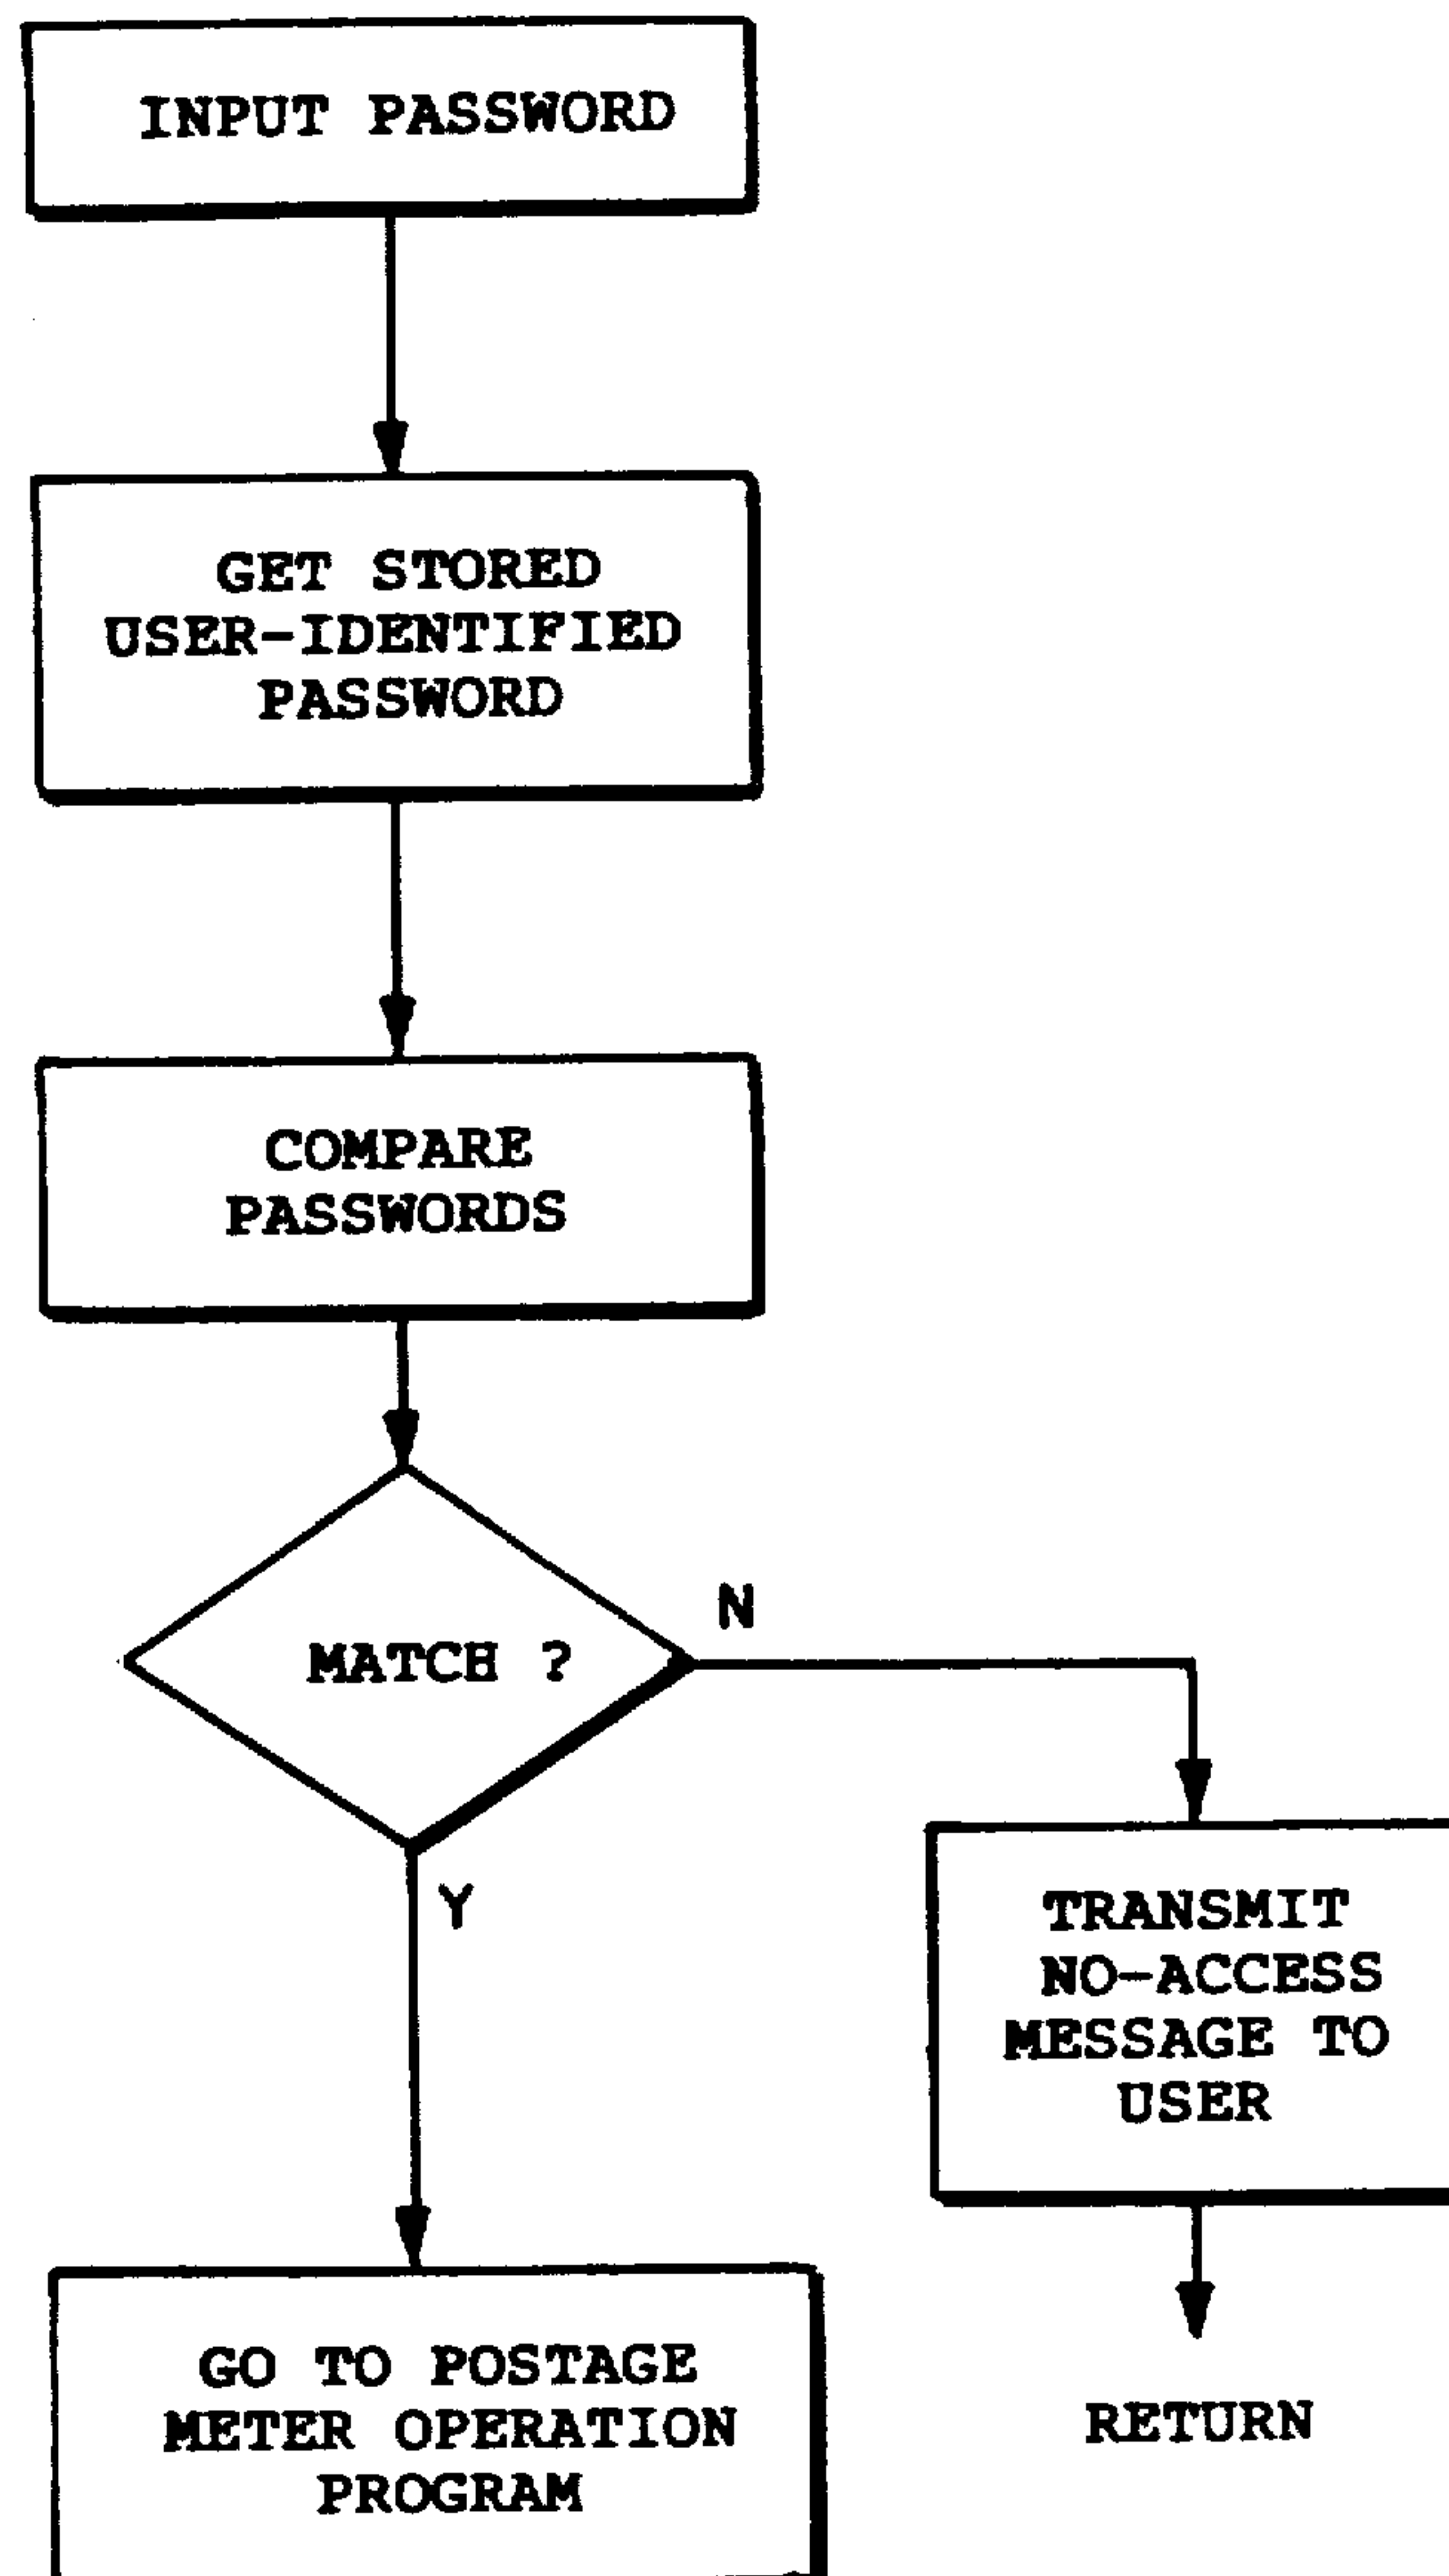 INPUT PASSWORD
GET STORED
USER-IDENTIFIED
PASSWORD
COMPARE
PASSWORDS
MATCH ?
N
Y
TRANSMIT
NO-ACCESS
MESSAGE TO
USER
RETURN
GO TO POSTAGE
METER OPERATION
PROGRAM